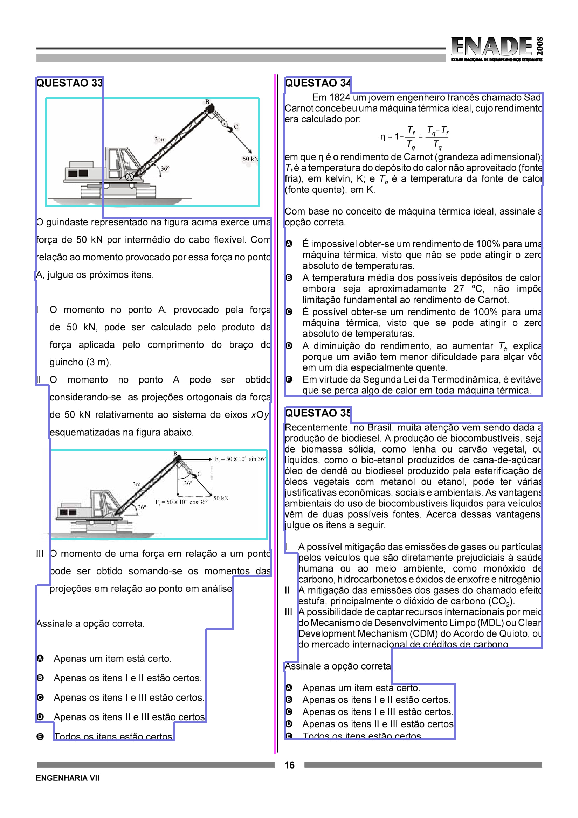 ENADE 2008
EXAME NACIONAL DE DESEMPENHO DOS ESTUDANTES
QUESTÃO 33
B
3m
36°
50 kN
A
O guindaste representado na figura acima exerce uma
força de 50 kN por intermédio do cabo flexível. Com
relação ao momento provocado por essa força no ponto
A, julgue os próximos itens.
I O momento no ponto A, provocado pela força
de 50 kN, pode ser calculado pelo produto da
força aplicada pelo comprimento do braço do
guincho (3 m).
II O momento no ponto A pode ser obtido
considerando-se as projeções ortogonais da força
de 50 kN relativamente ao sistema de eixos xOy,
esquematizadas na figura abaixo.
B
3m
36°
36°
50 kN
A
III O momento de uma força em relação a um ponto
pode ser obtido somando-se os momentos das
projeções em relação ao ponto em análise.
Assinale a opção correta.
A Apenas um item está certo.
B Apenas os itens I e II estão certos.
C Apenas os itens I e III estão certos.
D Apenas os itens II e III estão certos.
E Todos os itens estão certos.
QUESTÃO 34
Em 1824 um jovem engenheiro francês chamado Sadi
Carnot concebeu uma máquina térmica ideal, cujo rendimento
era calculado por:
η = 1 - Tf/Tq = (Tq - Tf)/Tq
em que η é o rendimento de Carnot (grandeza adimensional);
Tf é a temperatura do depósito do calor não aproveitado (fonte
fria), em kelvin, K; e Tq é a temperatura da fonte de calor
(fonte quente), em K.
Com base no conceito de máquina térmica ideal, assinale a
opção correta.
A É impossível obter-se um rendimento de 100% para uma
máquina térmica, visto que não se pode atingir o zero
absoluto de temperaturas.
B A temperatura média dos possíveis depósitos de calor,
embora seja aproximadamente 27 ºC, não impõe
limitação fundamental ao rendimento de Carnot.
C É possível obter-se um rendimento de 100% para uma
máquina térmica, visto que se pode atingir o zero
absoluto de temperaturas.
D A diminuição do rendimento, ao aumentar Tf, explica
porque um avião tem menor dificuldade para alçar vôo
em um dia especialmente quente.
E Em virtude da Segunda Lei da Termodinâmica, é evitável
que se perca algo de calor em toda máquina térmica.
QUESTÃO 35
Recentemente, no Brasil, muita atenção vem sendo dada à
produção de biodiesel. A produção de biocombustíveis, seja
de biomassa sólida, como lenha ou carvão vegetal, ou
líquidos, como o bio-etanol produzidos de cana-de-açúcar,
óleo de dendê ou biodiesel produzido pela esterificação de
óleos vegetais com metanol ou etanol, pode ter várias
justificativas econômicas, sociais e ambientais. As vantagens
ambientais do uso de biocombustíveis líquidos para veículos
vêm de duas possíveis fontes. Acerca dessas vantagens,
julgue os itens a seguir.
I A possível mitigação das emissões de gases ou partículas
pelos veículos que são diretamente prejudiciais à saúde
humana ou ao meio ambiente, como monóxido de
carbono, hidrocarbonetos e óxidos de enxofre e nitrogênio.
II A mitigação das emissões dos gases do chamado efeito
estufa, principalmente o dióxido de carbono (CO2).
III A possibilidade de captar recursos internacionais por meio
do Mecanismo de Desenvolvimento Limpo (MDL) ou Clean
Development Mechanism (CDM) do Acordo de Quioto, ou
do mercado internacional de créditos de carbono.
Assinale a opção correta.
A Apenas um item está certo.
B Apenas os itens I e II estão certos.
C Apenas os itens I e III estão certos.
D Apenas os itens II e III estão certos.
E Todos os itens estão certos.
16
ENGENHARIA VII